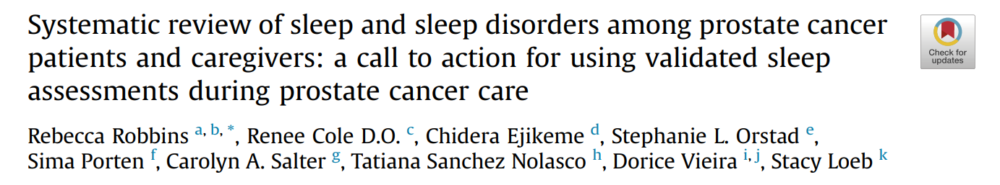 Systematic review of sleep and sleep disorders among prostate cancer
patients and caregivers: a call to action for using validated sleep
assessments during prostate cancer care
Check for
updates
Rebecca Robbins a, b, *, Renee Cole D.O. c, Chidera Ejikeme d, Stephanie L. Orstad e,
Sima Porten f, Carolyn A. Salter g, Tatiana Sanchez Nolasco h, Dorice Vieira i, j, Stacy Loeb k